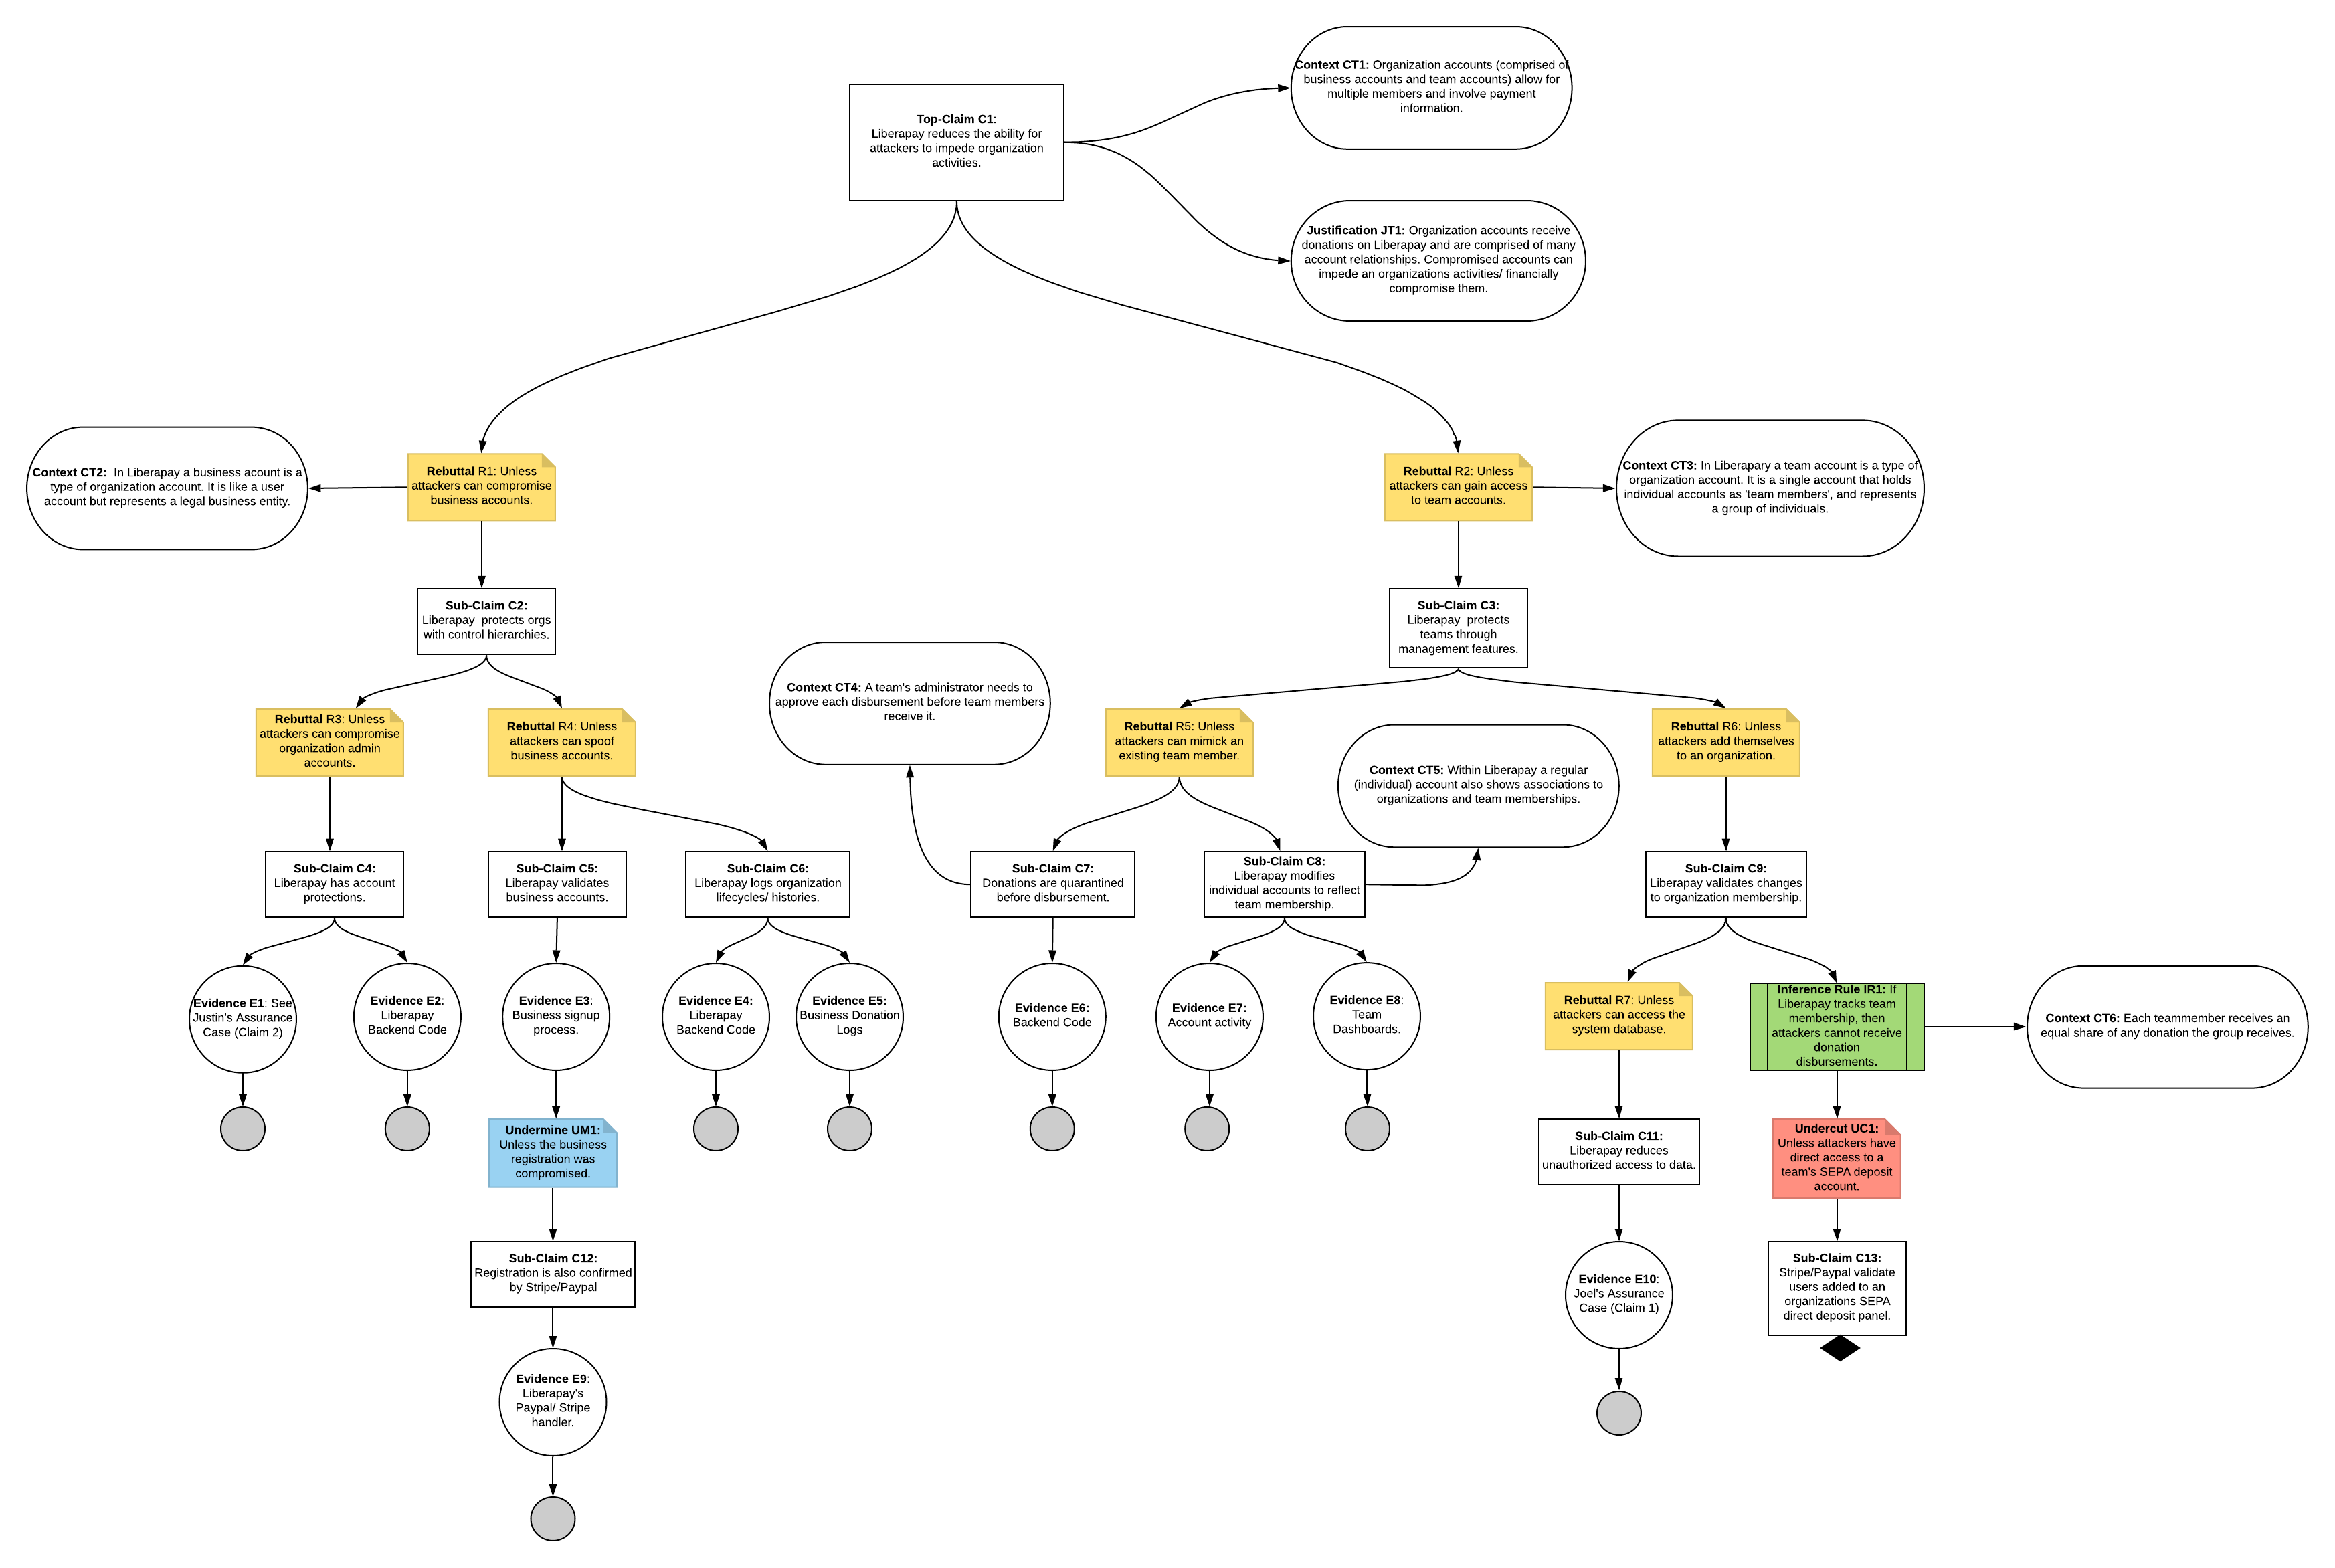 Context CT1: Organization accounts (comprised of
business accounts and team accounts) allow for
multiple members and involve payment
information.
Top-Claim C1:
Liberapay reduces the ability for
attackers to impede organization
activities.
Justification JT1: Organization accounts receive
donations on Liberapay and are comprised of many
account relationships. Compromised accounts can
impede an organizations activities/ financially
compromise them.
Context CT2:  In Liberapay a business acount is a
type of organization account. It is like a user
account but represents a legal business entity.
Rebuttal R1: Unless
attackers can compromise
business accounts.
Rebuttal R2: Unless
attackers can gain access
to team accounts.
Context CT3: In Liberapary a team account is a type of
organization account. It is a single account that holds
individual accounts as 'team members', and represents
a group of individuals.
Sub-Claim C2:
Liberapay  protects orgs
with control hierarchies.
Sub-Claim C3:
Liberapay  protects
teams through
management features.
Rebuttal R3: Unless
attackers can compromise
organization admin
accounts.
Rebuttal R4: Unless
attackers can spoof
business accounts.
Context CT4: A team's administrator needs to
approve each disbursement before team members
receive it.
Rebuttal R5: Unless
attackers can mimick an
existing team member.
Context CT5: Within Liberapay a regular
(individual) account also shows associations to
organizations and team memberships.
Rebuttal R6: Unless
attackers add themselves
to an organization.
Sub-Claim C4:
Liberapay has account
protections.
Sub-Claim C5:
Liberapay validates
business accounts.
Sub-Claim C6:
Liberapay logs organization
lifecycles/ histories.
Sub-Claim C7:
Donations are quarantined
before disbursement.
Sub-Claim C8:
Liberapay modifies
individual accounts to reflect
team membership.
Sub-Claim C9:
Liberapay validates changes
to organization membership.
Evidence E1: See
Justin's Assurance
Case (Claim 2)
Evidence E2:
Liberapay
Backend Code
Evidence E3:
Business signup
process.
Evidence E4:
Liberapay
Backend Code
Evidence E5:
Business Donation
Logs
Evidence E6:
Backend Code
Evidence E7:
Account activity
Evidence E8:
Team
Dashboards.
Rebuttal R7: Unless
attackers can access the
system database.
Inference Rule IR1: If
Liberapay tracks team
membership, then
attackers cannot receive
donation
disbursements.
Context CT6: Each teammember receives an
equal share of any donation the group receives.
Undermine UM1:
Unless the business
registration was
compromised.
Sub-Claim C11:
Liberapay reduces
unauthorized access to data.
Undercut UC1:
Unless attackers have
direct access to a
team's SEPA deposit
account.
Sub-Claim C12:
Registration is also confirmed
by Stripe/Paypal
Evidence E10:
Joel's Assurance
Case (Claim 1)
Sub-Claim C13:
Stripe/Paypal validate
users added to an
organizations SEPA
direct deposit panel.
Evidence E9:
Liberapay's
Paypal/ Stripe
handler.